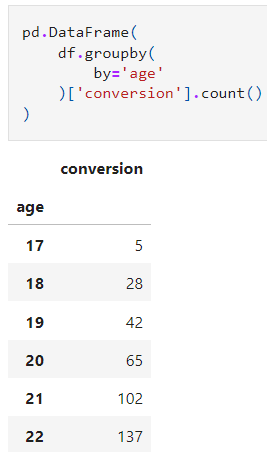 pd.DataFrame(
    df.groupby(
        by='age'
    )['conversion'].count()
)
conversion
age
17 5
18 28
19 42
20 65
21 102
22 137